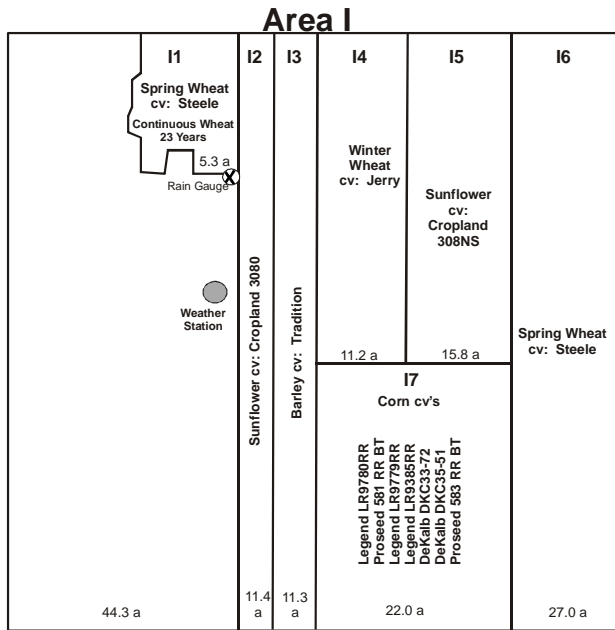 Area I
I1
Spring Wheat
cv: Steele
Continuous Wheat
23 Years
5.3 a
Rain Gauge
X
Weather
Station
44.3 a
I2
Sunflower cv: Cropland 3080
11.4
a
I3
Barley cv: Tradition
11.3
a
I4
Winter
Wheat
cv: Jerry
11.2 a
I5
Sunflower
cv:
Cropland
308NS
15.8 a
I7
Corn cv's
Legend LR9780RR
Proseed 581 RR BT
Legend LR9779RR
Legend LR9385RR
DeKalb DKC33-72
DeKalb DKC35-51
Proseed 583 RR BT
22.0 a
I6
Spring Wheat
cv: Steele
27.0 a